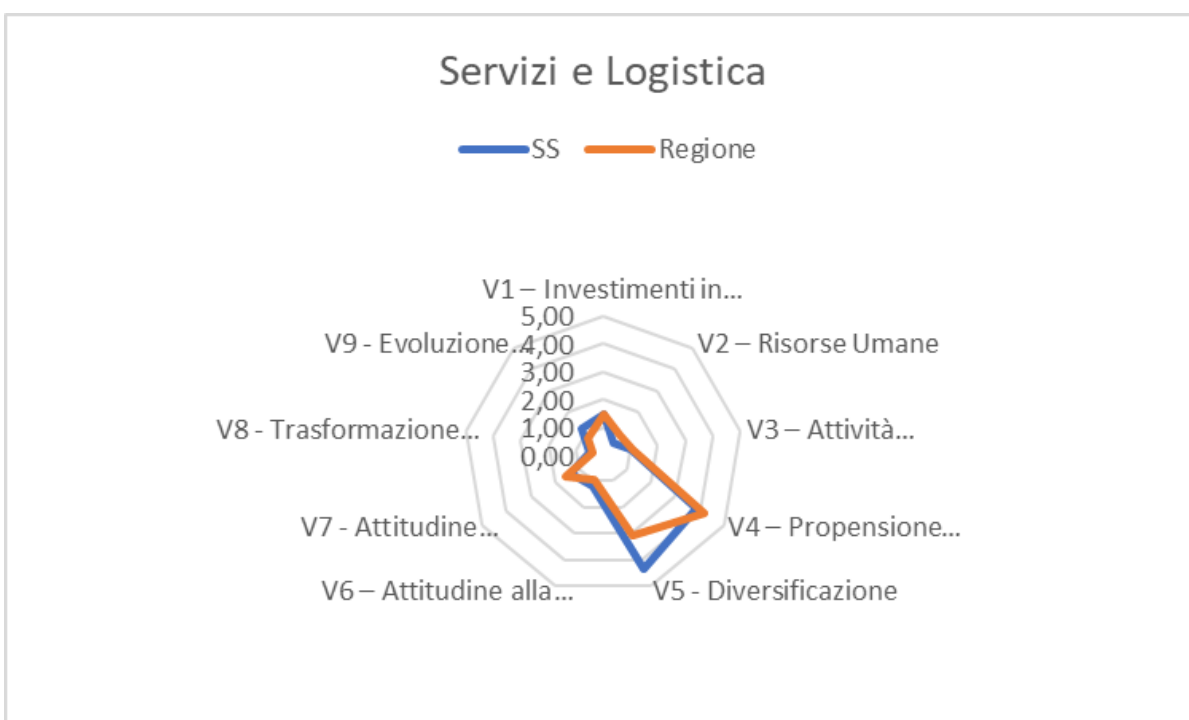 Servizi e Logistica
SS Regione
V1 – Investimenti in...
5,00
V9 - Evoluzione... 4,00 V2 – Risorse Umane
3,00
2,00
V8 - Trasformazione... 1,00 V3 – Attività...
0,00
V7 - Attitudine... V4 – Propensione...
V6 – Attitudine alla... V5 - Diversificazione